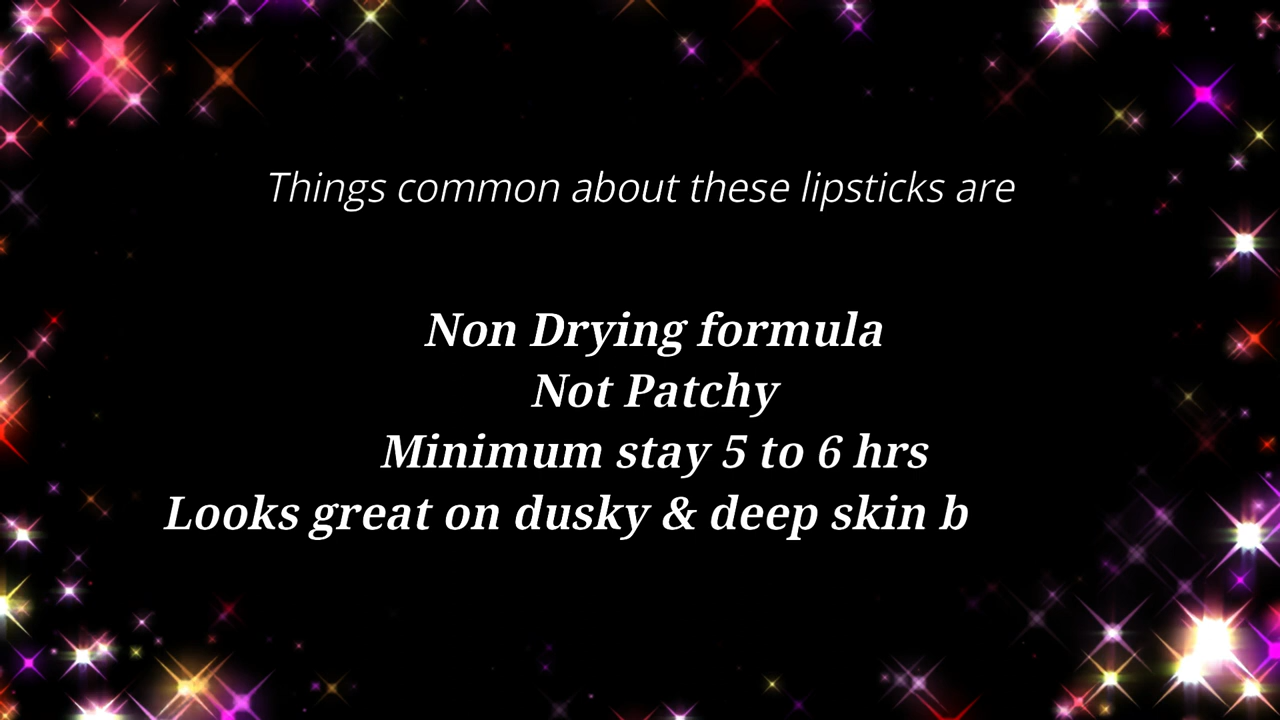 Things common about these lipsticks are
Non Drying formula
Not Patchy
Minimum stay 5 to 6 hrs
Looks great on dusky & deep skin b